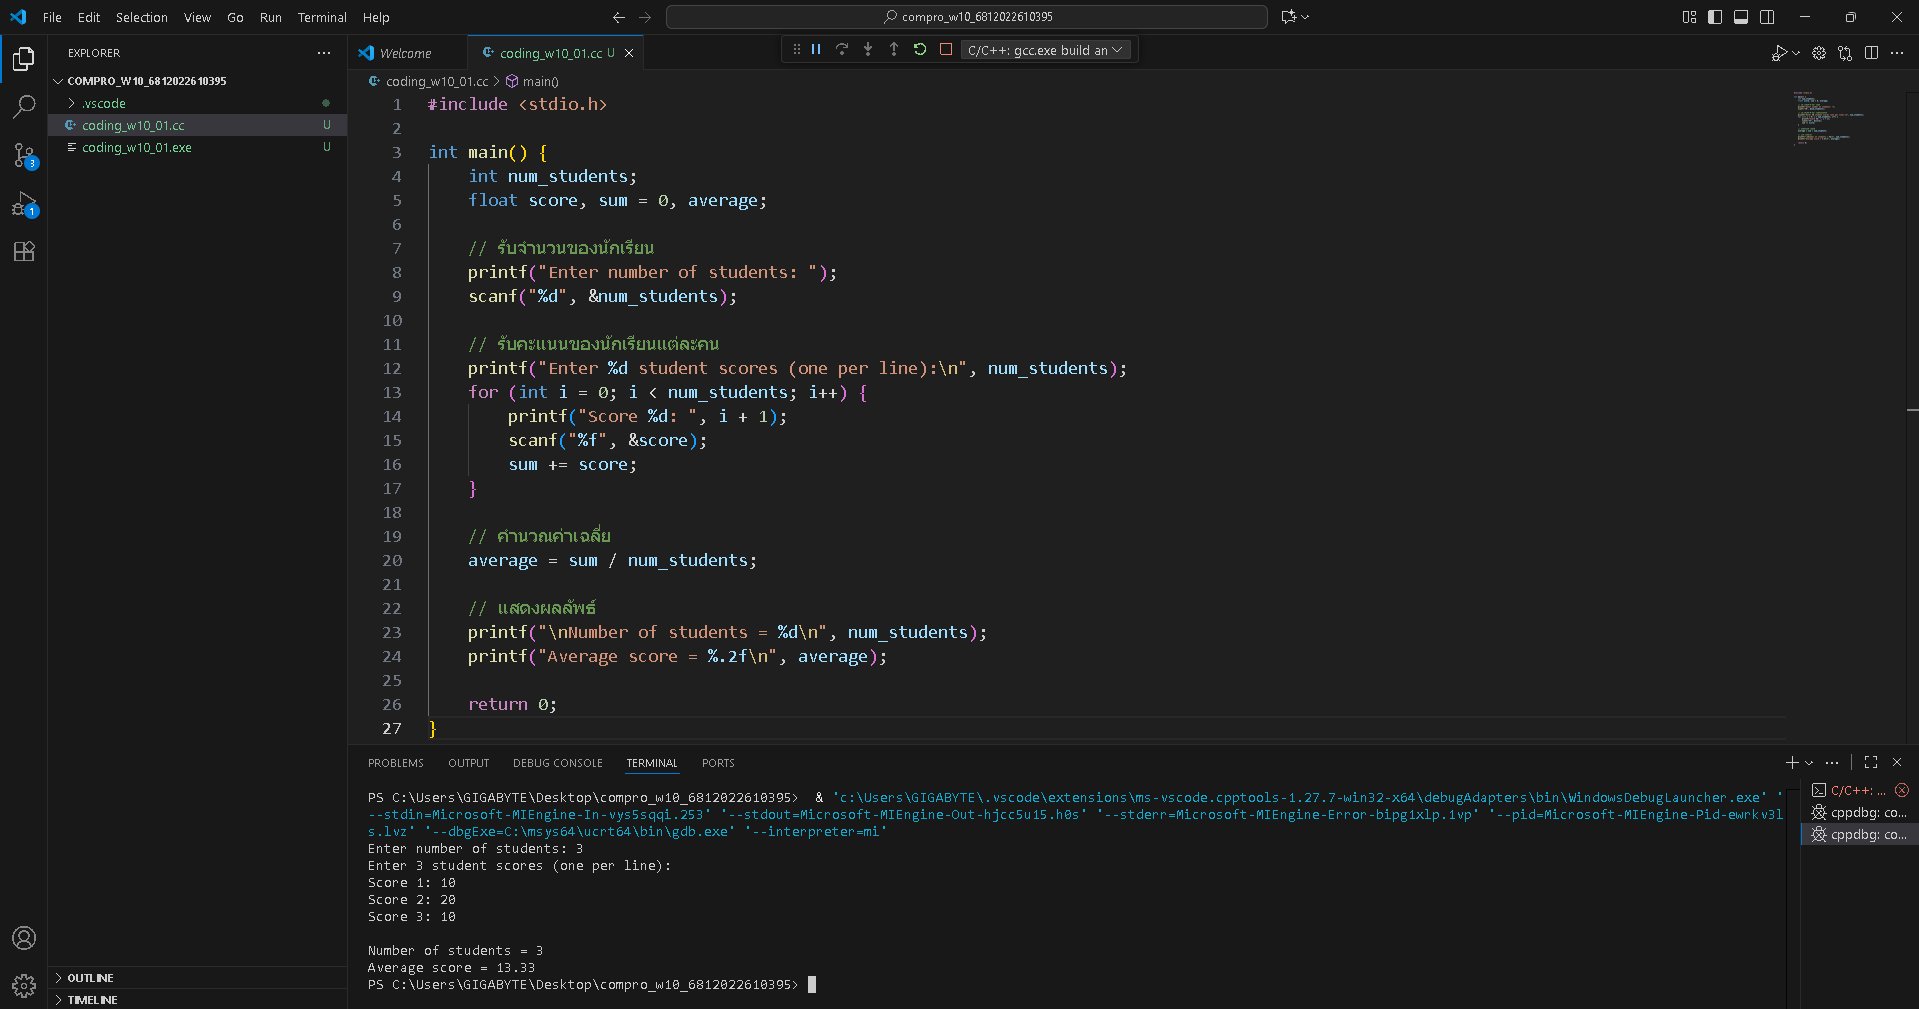 File Edit Selection View Go Run Terminal Help
compro_w10_6812022610395
EXPLORER
COMPRO_W10_6812022610395
.vscode
coding_w10_01.cc U
coding_w10_01.exe U
3
1
OUTLINE
TIMELINE
Welcome
coding_w10_01.cc U
C/C++: gcc.exe build an
coding_w10_01.cc > main()
1 #include <stdio.h>
2
3 int main() {
4     int num_students;
5     float score, sum = 0, average;
6
7     // รับจำนวนของนักเรียน
8     printf("Enter number of students: ");
9     scanf("%d", &num_students);
10
11     // รับคะแนนของนักเรียนแต่ละคน
12     printf("Enter %d student scores (one per line):\n", num_students);
13     for (int i = 0; i < num_students; i++) {
14         printf("Score %d: ", i + 1);
15         scanf("%f", &score);
16         sum += score;
17     }
18
19     // คำนวณค่าเฉลี่ย
20     average = sum / num_students;
21
22     // แสดงผลลัพธ์
23     printf("\nNumber of students = %d\n", num_students);
24     printf("Average score = %.2f\n", average);
25
26     return 0;
27 }
PROBLEMS OUTPUT DEBUG CONSOLE TERMINAL PORTS
PS C:\Users\GIGABYTE\Desktop\compro_w10_6812022610395>  & 'c:\Users\GIGABYTE\.vscode\extensions\ms-vscode.cpptools-1.27.7-win32-x64\debugAdapters\bin\WindowsDebugLauncher.exe' '
--stdin=Microsoft-MIEngine-In-vys5sqqi.253' '--stdout=Microsoft-MIEngine-Out-hjcc5u15.h0s' '--stderr=Microsoft-MIEngine-Error-bipg1xlp.1vp' '--pid=Microsoft-MIEngine-Pid-ewrkv3l
s.lvz' '--dbgExe=C:\msys64\ucrt64\bin\gdb.exe' '--interpreter=mi'
Enter number of students: 3
Enter 3 student scores (one per line):
Score 1: 10
Score 2: 20
Score 3: 10
Number of students = 3
Average score = 13.33
PS C:\Users\GIGABYTE\Desktop\compro_w10_6812022610395>
C/C++: ...
cppdbg: co...
cppdbg: co...